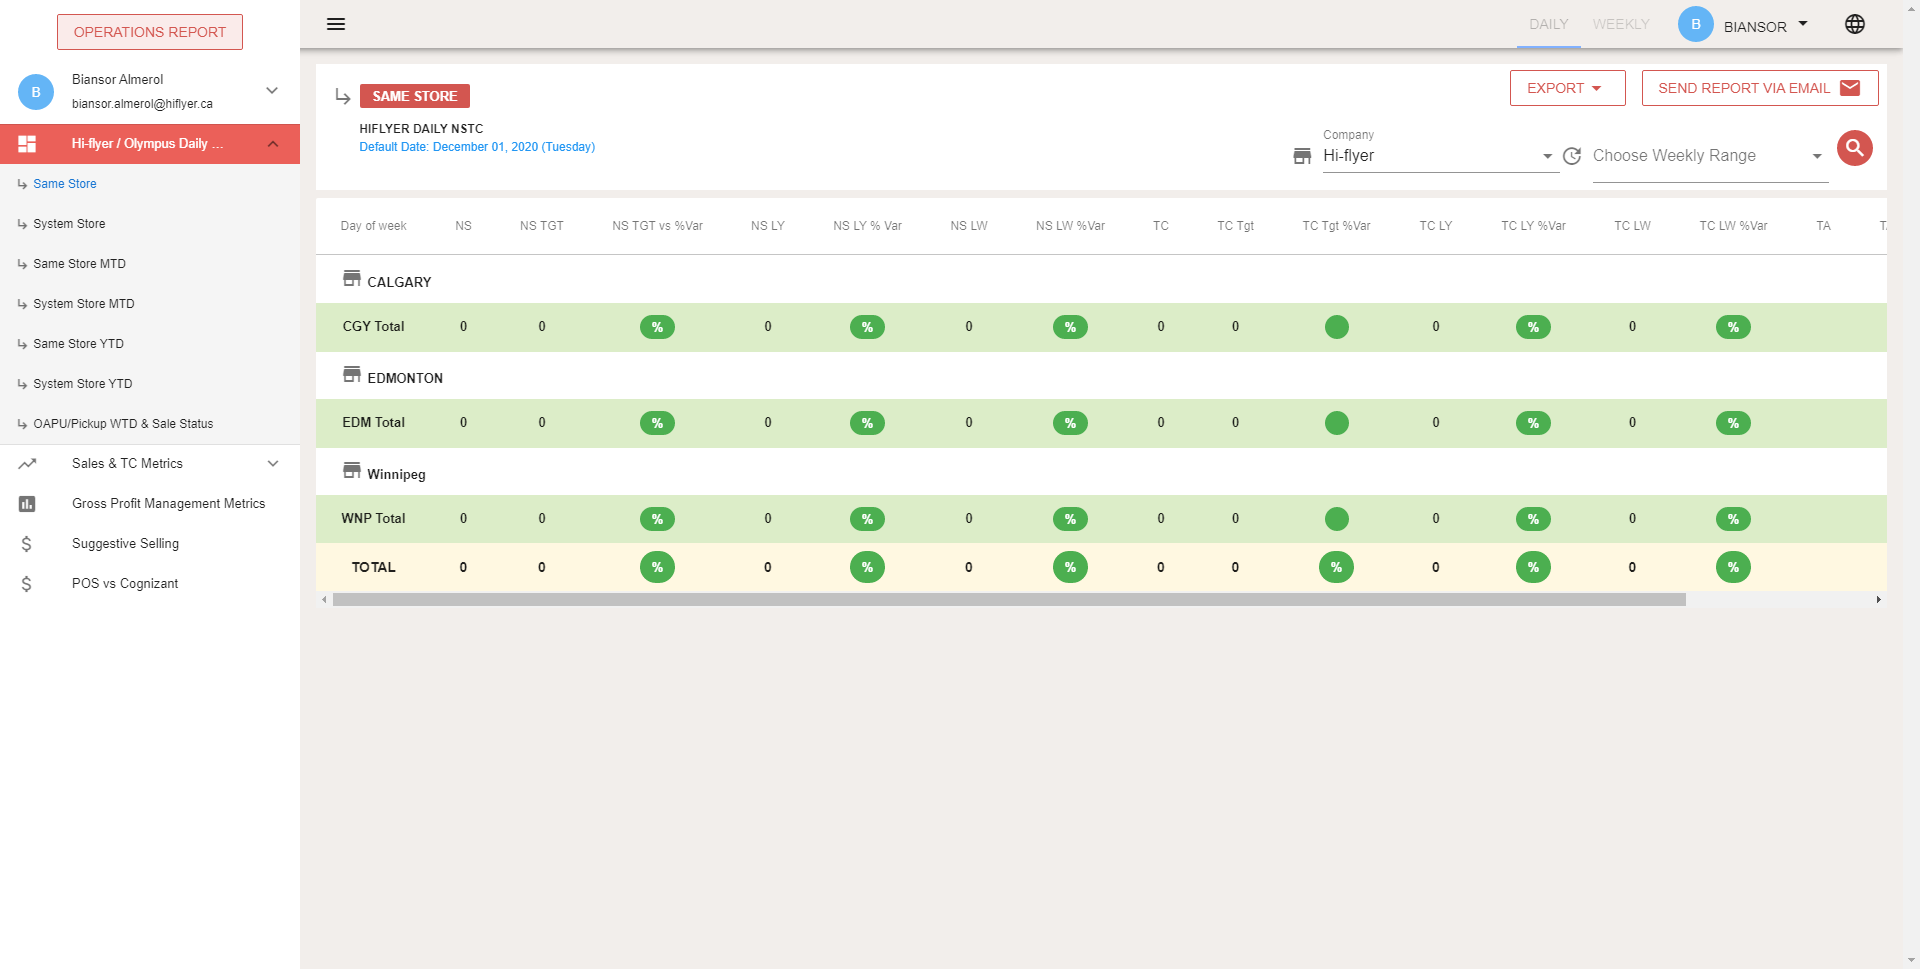 OPERATIONS REPORT
B
Biansor Almerol
biansor.almerol@hiflyer.ca
Hi-flyer / Olympus Daily ...
Same Store
System Store
Same Store MTD
System Store MTD
Same Store YTD
System Store YTD
OAPU/Pickup WTD & Sale Status
Sales & TC Metrics
Gross Profit Management Metrics
Suggestive Selling
POS vs Cognizant
DAILY WEEKLY B BIANSOR
SAME STORE
EXPORT SEND REPORT VIA EMAIL
HIFLYER DAILY NSTC
Default Date: December 01, 2020 (Tuesday)
Company
Hi-flyer
Choose Weekly Range
Day of week NS NS TGT NS TGT vs %Var NS LY NS LY % Var NS LW NS LW %Var TC TC Tgt TC Tgt %Var TC LY TC LY %Var TC LW TC LW %Var TA
CALGARY
CGY Total 0 0 % 0 % 0 % 0 0 0 % 0 %
EDMONTON
EDM Total 0 0 % 0 % 0 % 0 0 0 % 0 %
Winnipeg
WNP Total 0 0 % 0 % 0 % 0 0 0 % 0 %
TOTAL 0 0 % 0 % 0 % 0 0 % 0 % 0 %